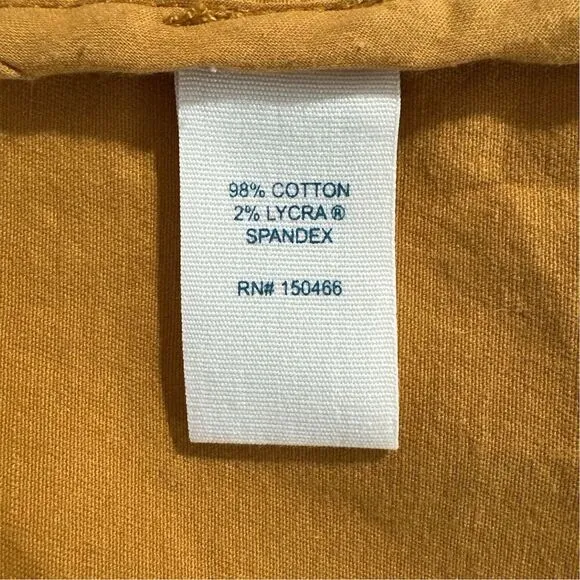 98% COTTON
2% LYCRA ®
SPANDEX
RN# 150466